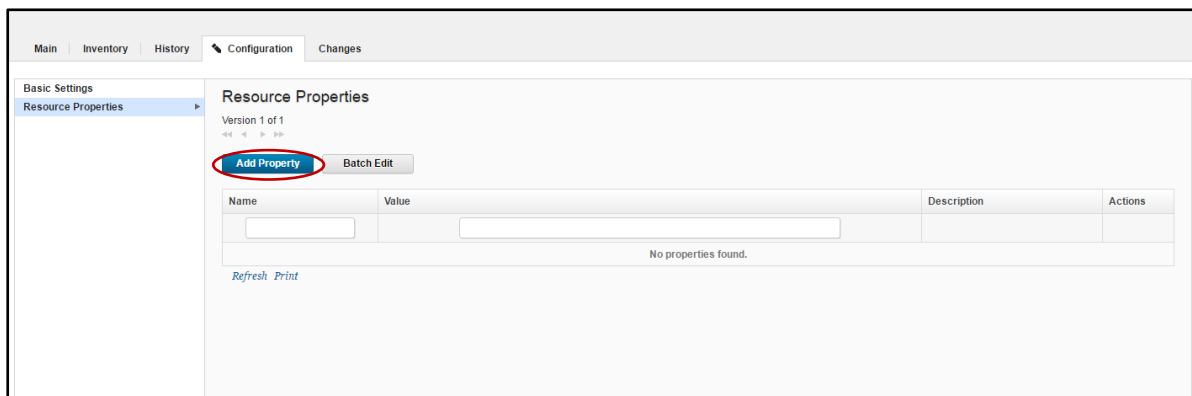 Main Inventory History Configuration Changes
Basic Settings
Resource Properties
Resource Properties
Version 1 of 1
Add Property Batch Edit
Name Value Description Actions
No properties found.
Refresh Print